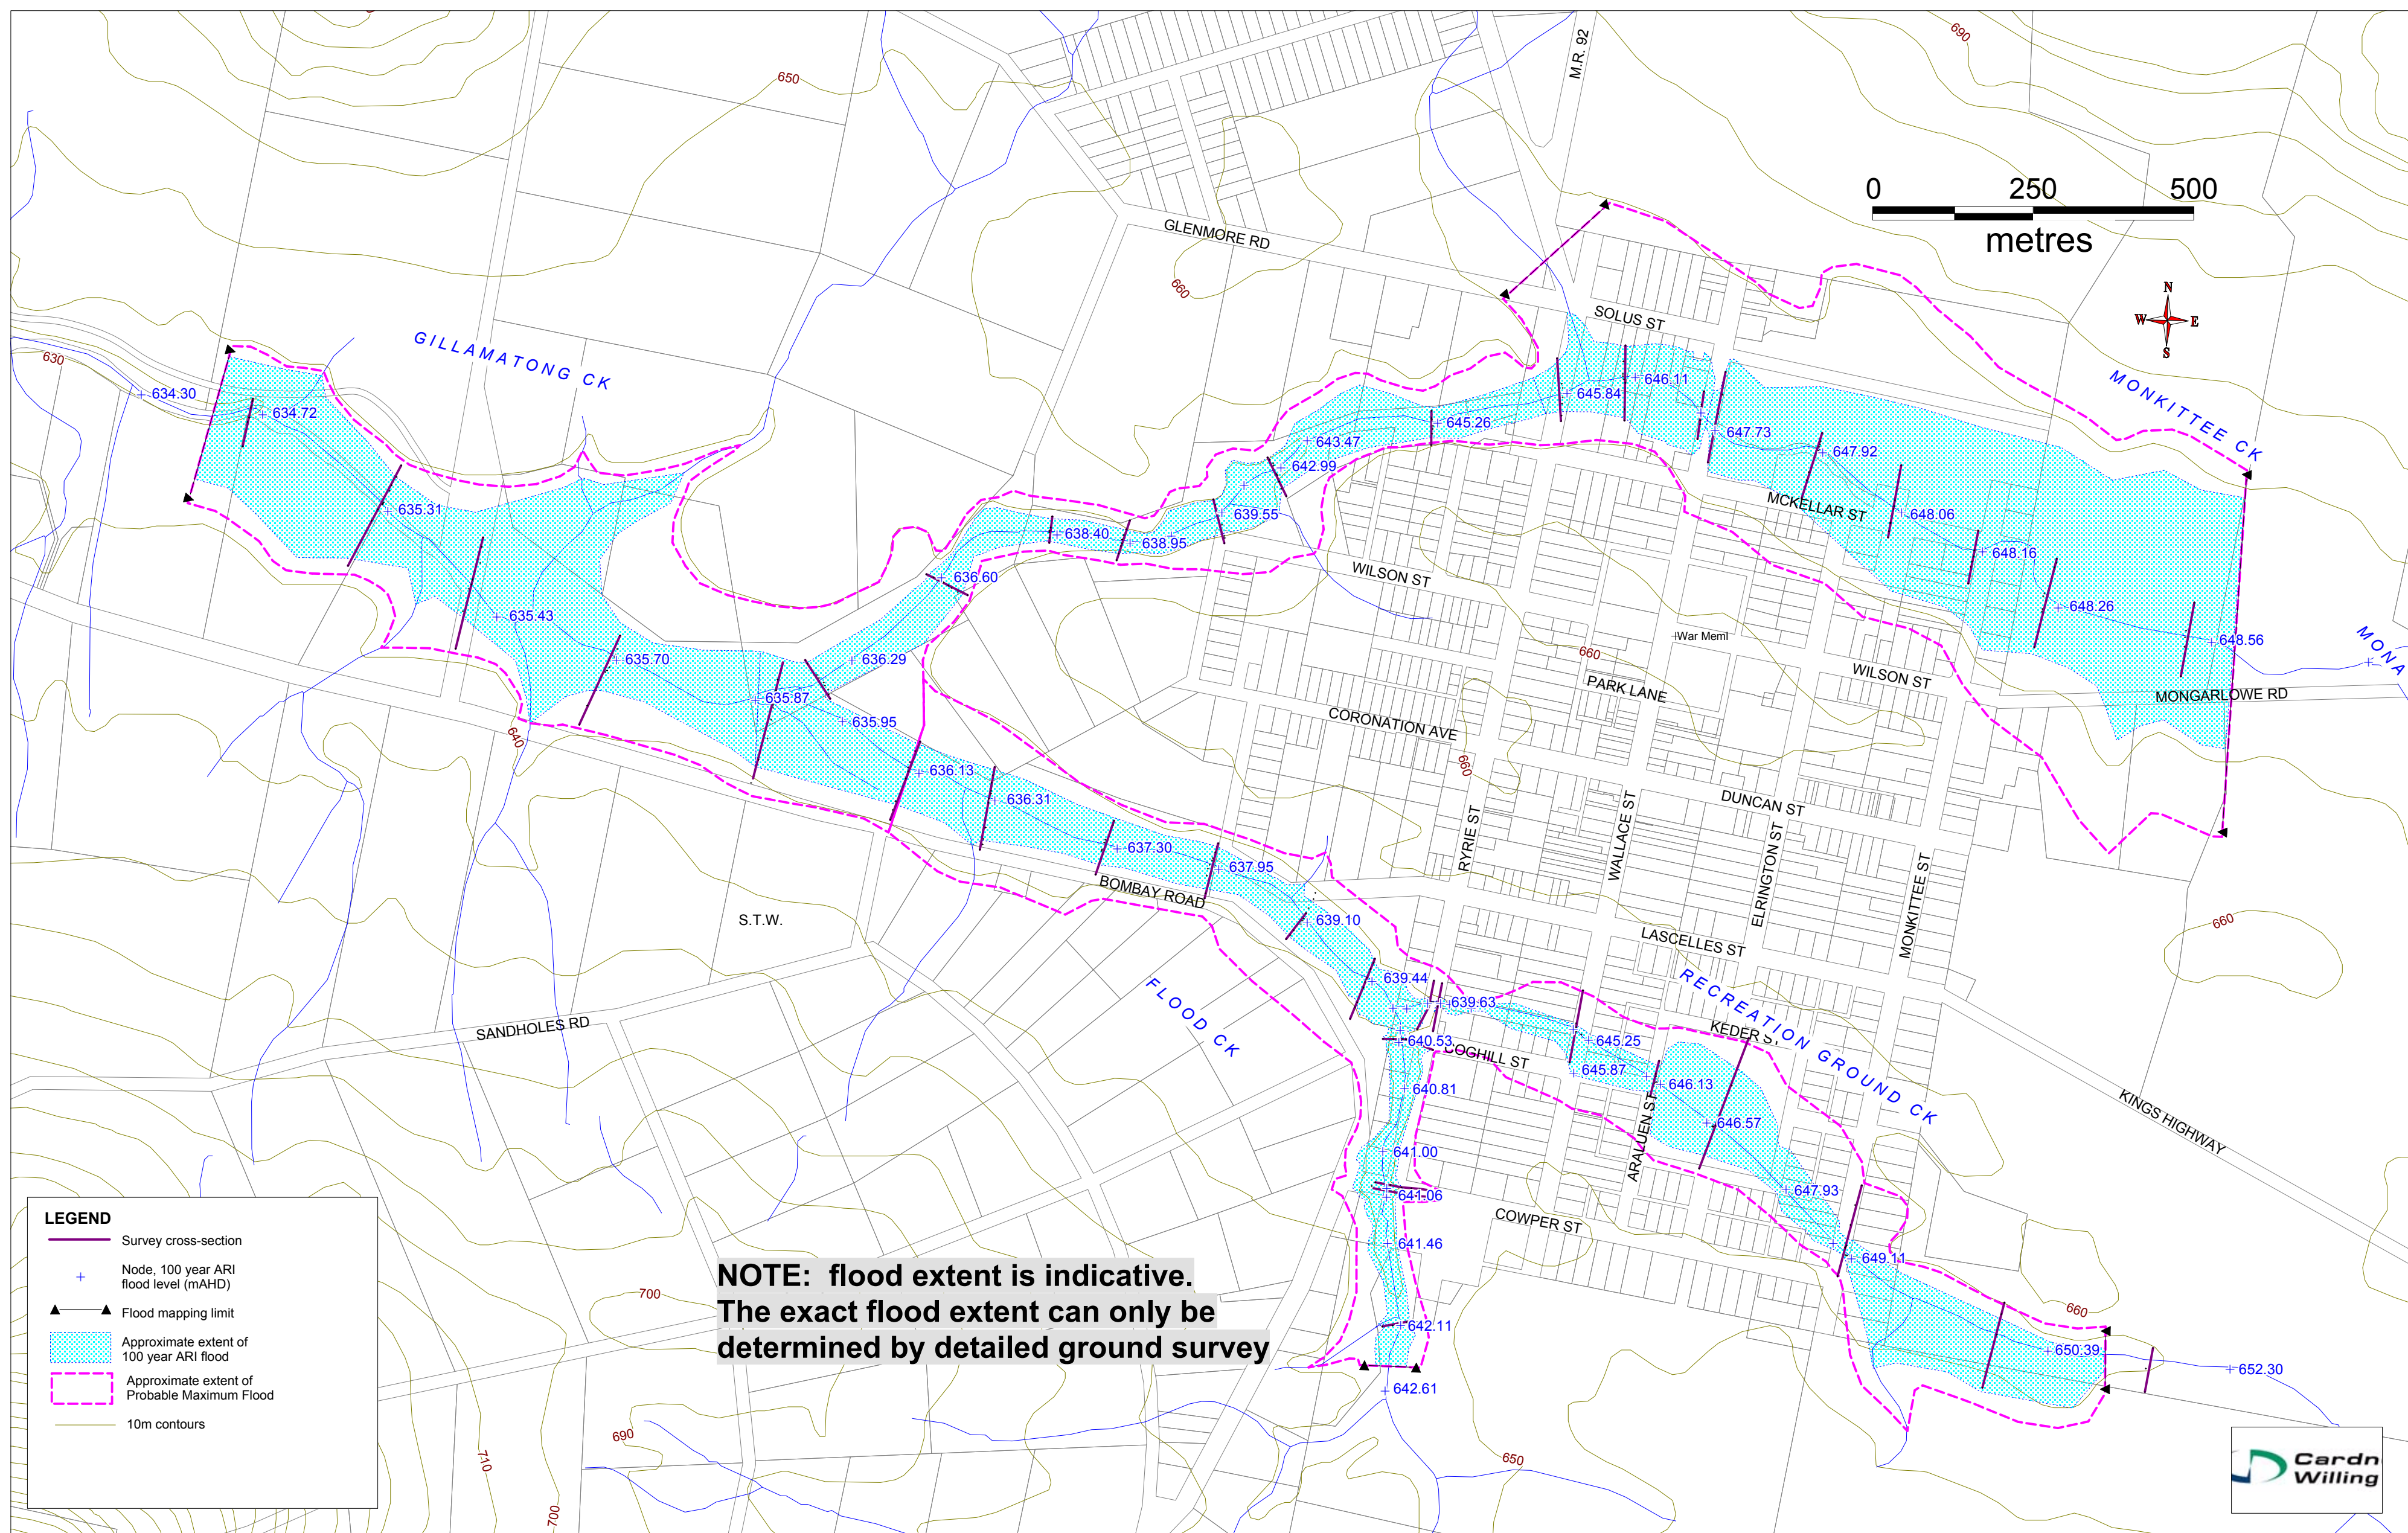 690
M.R. 92
650
0 250 500
metres
GLENMORE RD
660
N
W E
S
SOLUS ST
GILLAMATONG CK
630
634.30
634.72
MONKITTEE CK
646.11
645.84
645.26
647.73
643.47
647.92
642.99
MCKELLAR ST
635.31
639.55
648.06
638.40
638.95
648.16
WILSON ST
636.60
648.26
635.43
War Meml
648.56
MONA
660
636.29
635.70
WILSON ST
PARK LANE
MONGARLOWE RD
635.87
635.95
CORONATION AVE
640
660
636.13
636.31
DUNCAN ST
RYRIE ST
WALLACE ST
ELRINGTON ST
MONKITTEE ST
637.30
637.95
BOMBAY ROAD
S.T.W.
639.10
660
LASCELLES ST
RECREATION GROUND CK
639.44
FLOOD CK
639.63
SANDHOLES RD
KEDER ST
640.53
645.25
COGHILL ST
645.87
646.13
640.81
646.57
KINGS HIGHWAY
ARALUEN ST
641.00
647.93
641.06
COWPER ST
641.46
649.11
700
642.11
660
650.39
652.30
642.61
690
710
650
700
NOTE: flood extent is indicative.
The exact flood extent can only be
determined by detailed ground survey
LEGEND
Survey cross-section
Node, 100 year ARI
flood level (mAHD)
Flood mapping limit
Approximate extent of
100 year ARI flood
Approximate extent of
Probable Maximum Flood
10m contours
Cardn
Willing